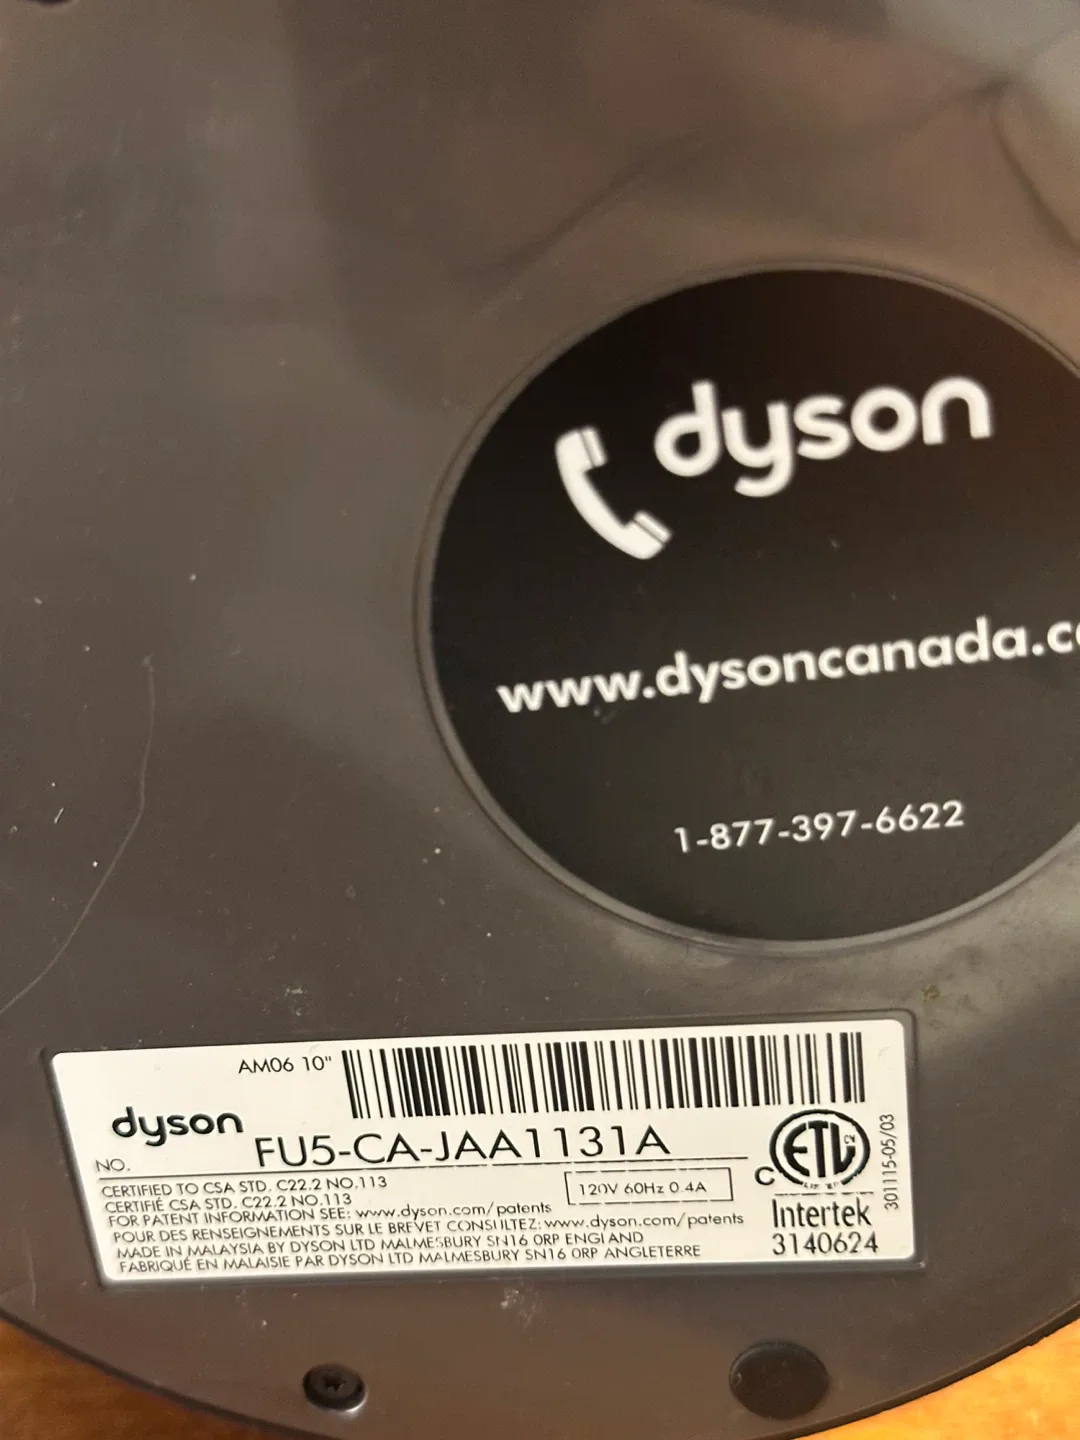 dyson
www.dysoncanada.c
1-877-397-6622
AM06 10"
dyson
NO. FU5-CA-JAA1131A
CERTIFIED TO CSA STD. C22.2 NO.113
CERTIFIÉ CSA STD. C22.2 NO.113
120V 60Hz 0.4A
FOR PATENT INFORMATION SEE: www.dyson.com/patents
POUR DES RENSEIGNEMENTS SUR LE BREVET CONSULTEZ: www.dyson.com/patents
MADE IN MALAYSIA BY DYSON LTD MALMESBURY SN16 0RP ENGLAND
FABRIQUÉ EN MALAISIE PAR DYSON LTD MALMESBURY SN16 0RP ANGLETERRE
C ETL CM
Intertek
3140624
301115-05/03